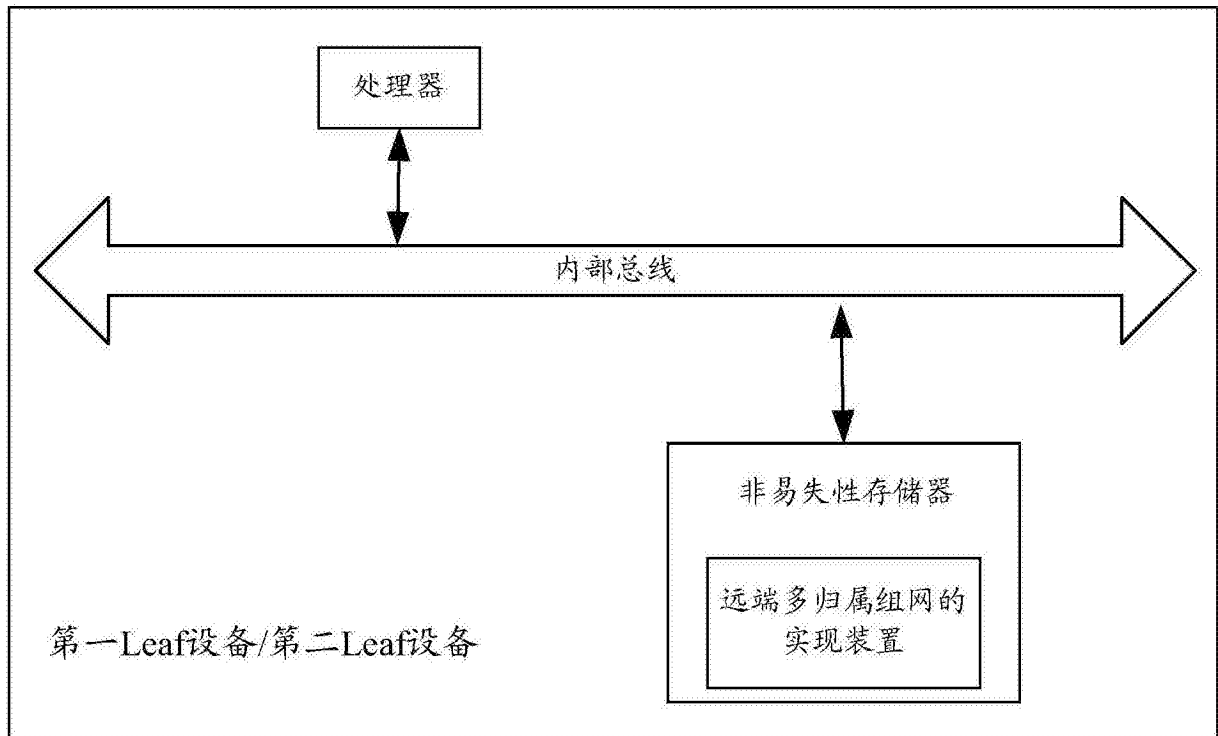 处理器
内部总线
非易失性存储器
远端多归属组网的
实现装置
第一Leaf设备/第二Leaf设备